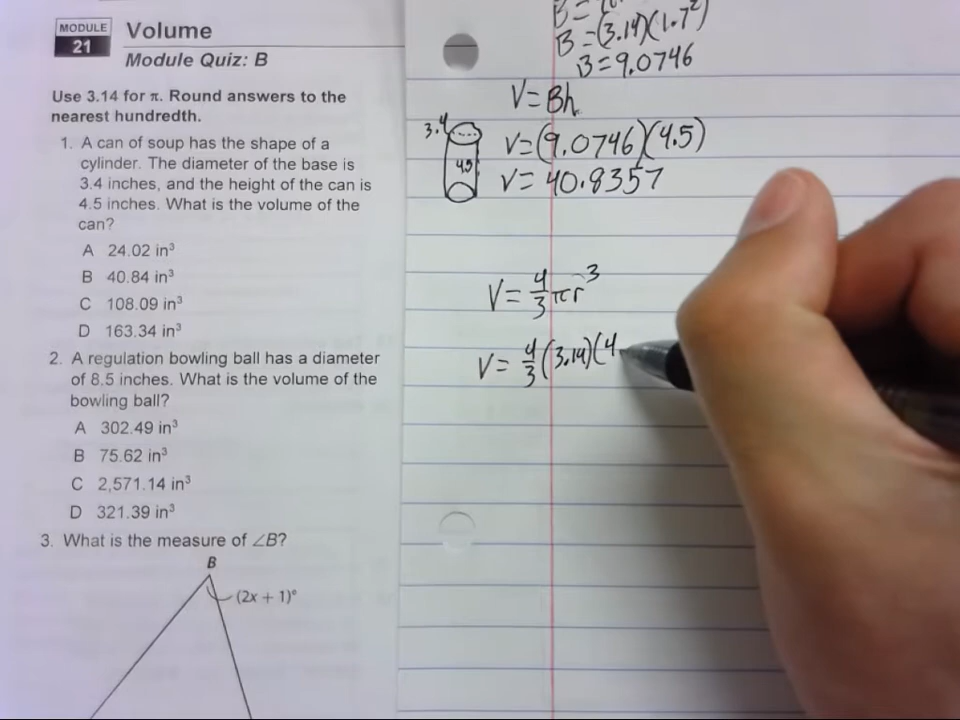 MODULE
21
Volume
Module Quiz: B
Use 3.14 for π. Round answers to the
nearest hundredth.
1. A can of soup has the shape of a
cylinder. The diameter of the base is
3.4 inches, and the height of the can is
4.5 inches. What is the volume of the
can?
A 24.02 in³
B 40.84 in³
C 108.09 in³
D 163.34 in³
2. A regulation bowling ball has a diameter
of 8.5 inches. What is the volume of the
bowling ball?
A 302.49 in³
B 75.62 in³
C 2,571.14 in³
D 321.39 in³
3. What is the measure of ∠B?
B
(2x + 1)°
B=(3.14)(1.7²)
B=9.0746
V=Bh
3.4
4.5
V=(9.0746)(4.5)
V=40.8357
V=4/3πr³
V=4/3(3.14)(4.